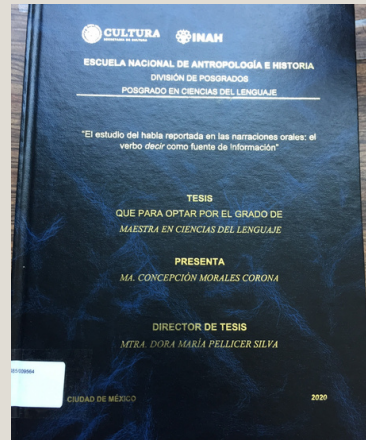 CULTURA
SECRETARÍA DE CULTURA
INAH
ESCUELA NACIONAL DE ANTROPOLOGÍA E HISTORIA
DIVISIÓN DE POSGRADOS
POSGRADO EN CIENCIAS DEL LENGUAJE
"El estudio del habla reportada en las narraciones orales: el
verbo decir como fuente de información"
TESIS
QUE PARA OPTAR POR EL GRADO DE
MAESTRA EN CIENCIAS DEL LENGUAJE
PRESENTA
MA. CONCEPCIÓN MORALES CORONA
DIRECTOR DE TESIS
MTRA. DORA MARÍA PELLICER SILVA
CIUDAD DE MÉXICO 2020